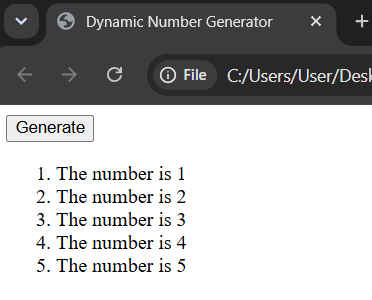 Dynamic Number Generator
File C:/Users/User/Desk
Generate
1. The number is 1
2. The number is 2
3. The number is 3
4. The number is 4
5. The number is 5